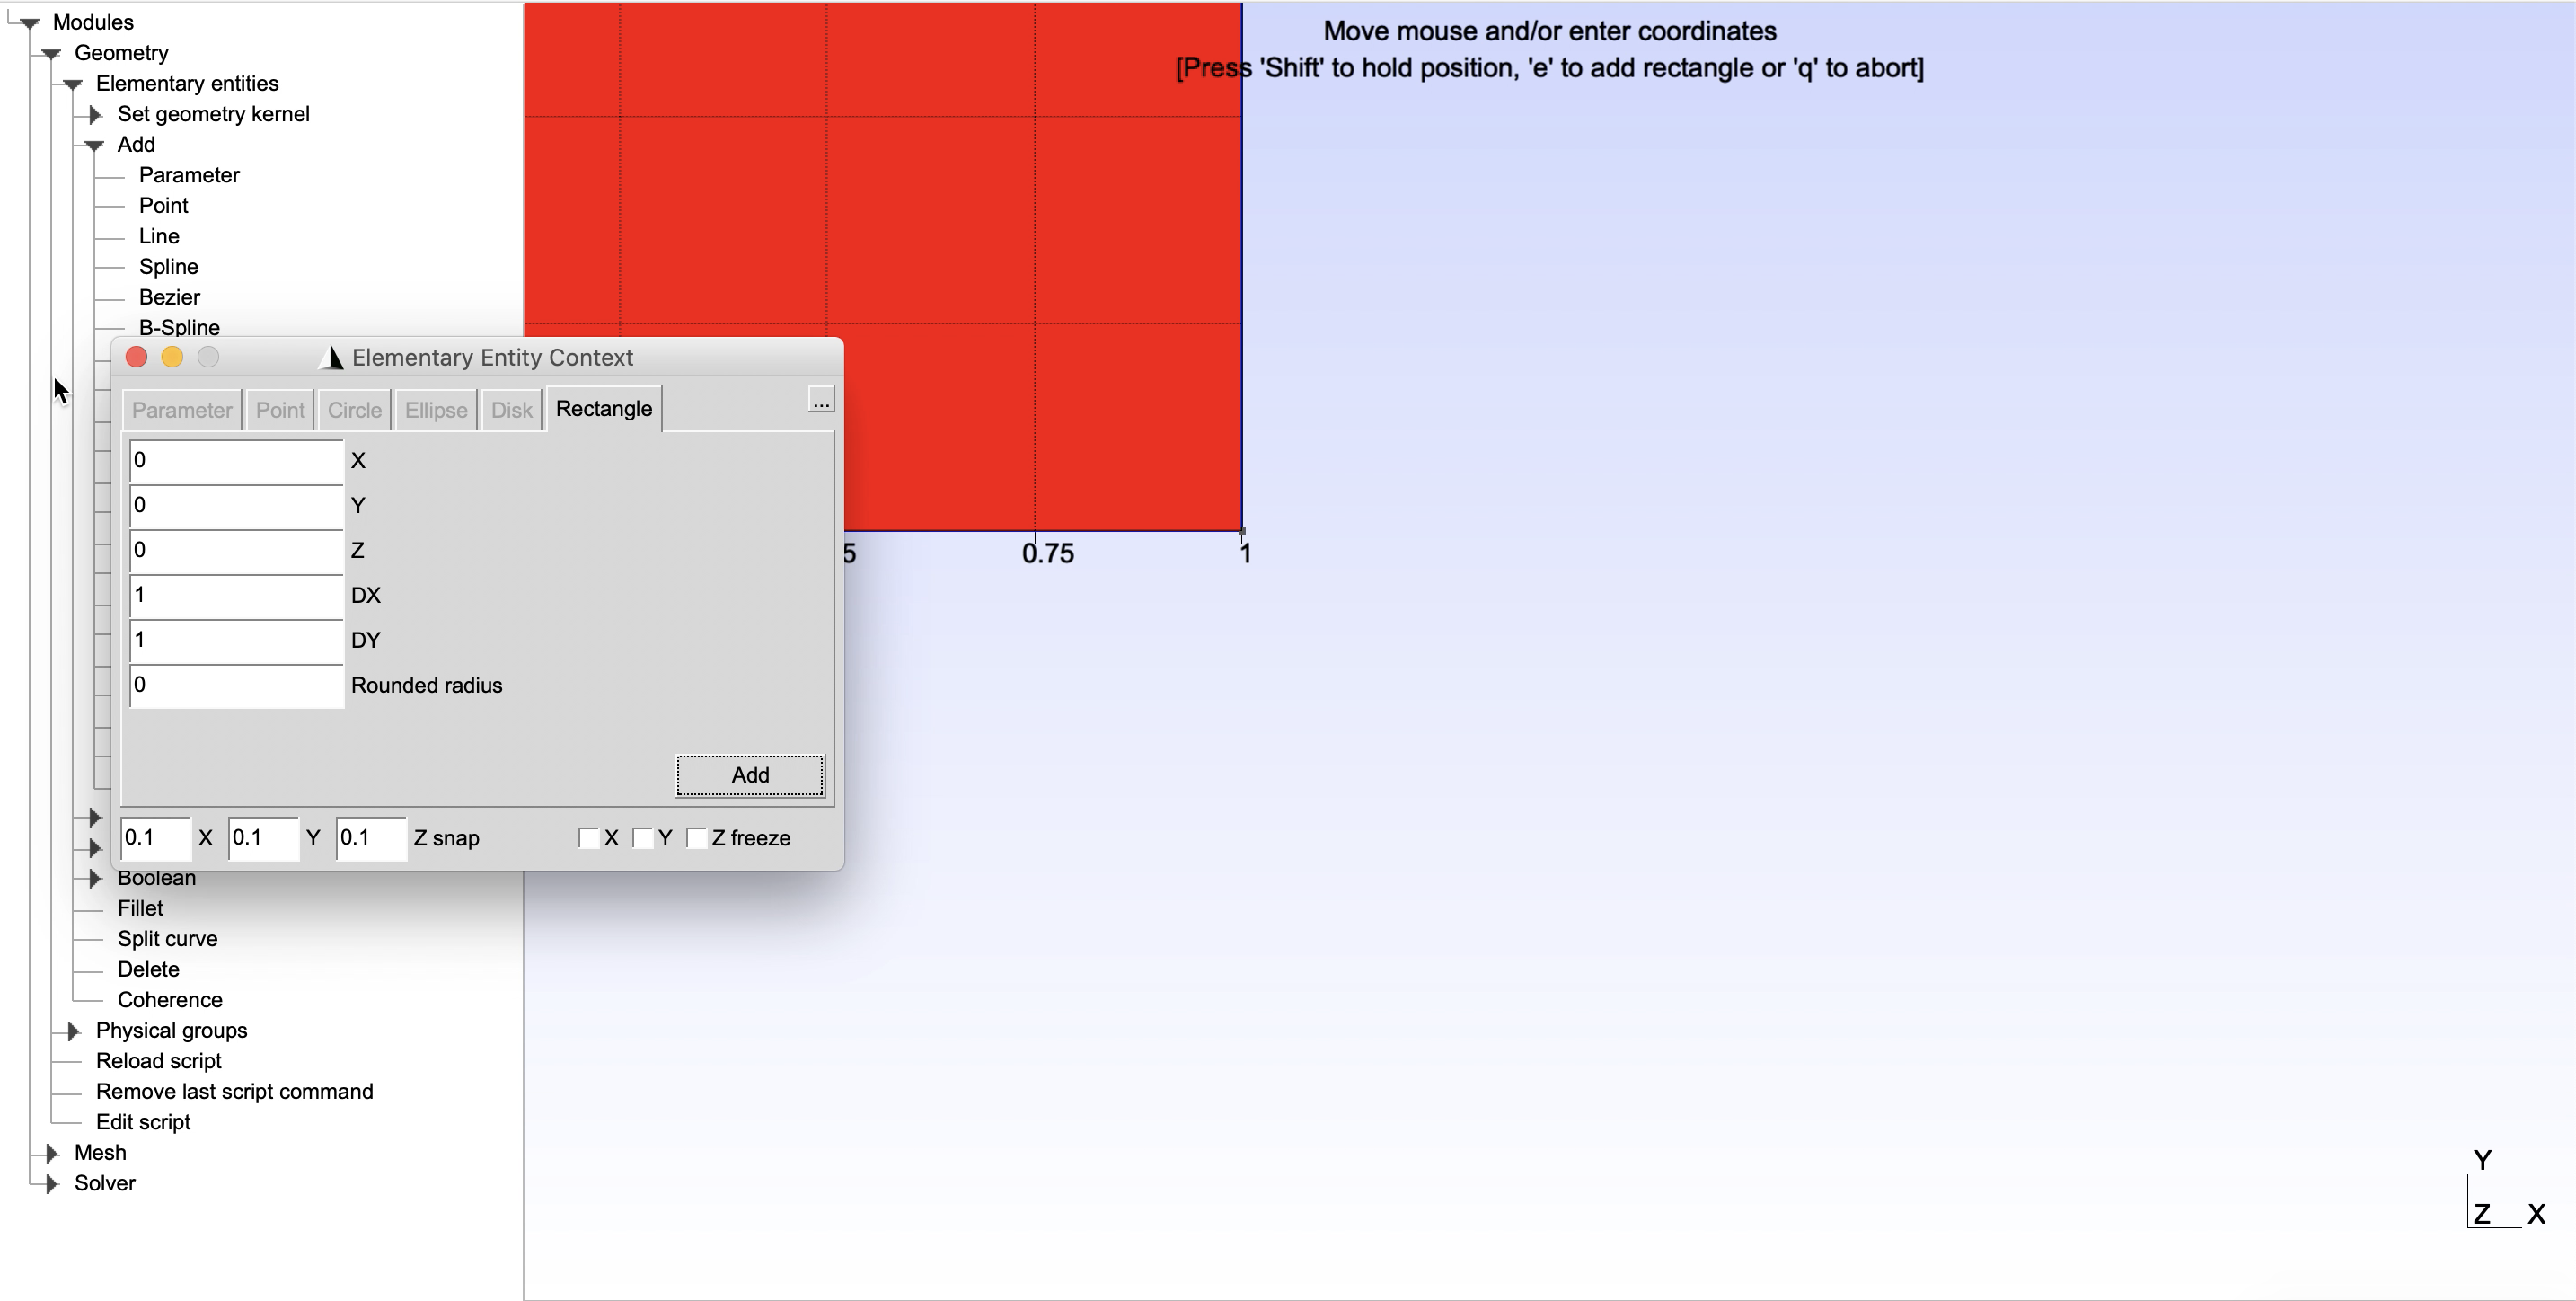 Modules
Geometry
Elementary entities
Set geometry kernel
Add
Parameter
Point
Line
Spline
Bezier
B-Spline
Move mouse and/or enter coordinates
[Press 'Shift' to hold position, 'e' to add rectangle or 'q' to abort]
Elementary Entity Context
Parameter Point Circle Ellipse Disk Rectangle ...
0 X
0 Y
0 Z
1 DX
1 DY
0 Rounded radius
Add
0.1 X 0.1 Y 0.1 Z snap X Y Z freeze
5 0.75 1
Boolean
Fillet
Split curve
Delete
Coherence
Physical groups
Reload script
Remove last script command
Edit script
Mesh
Solver
Y
Z X